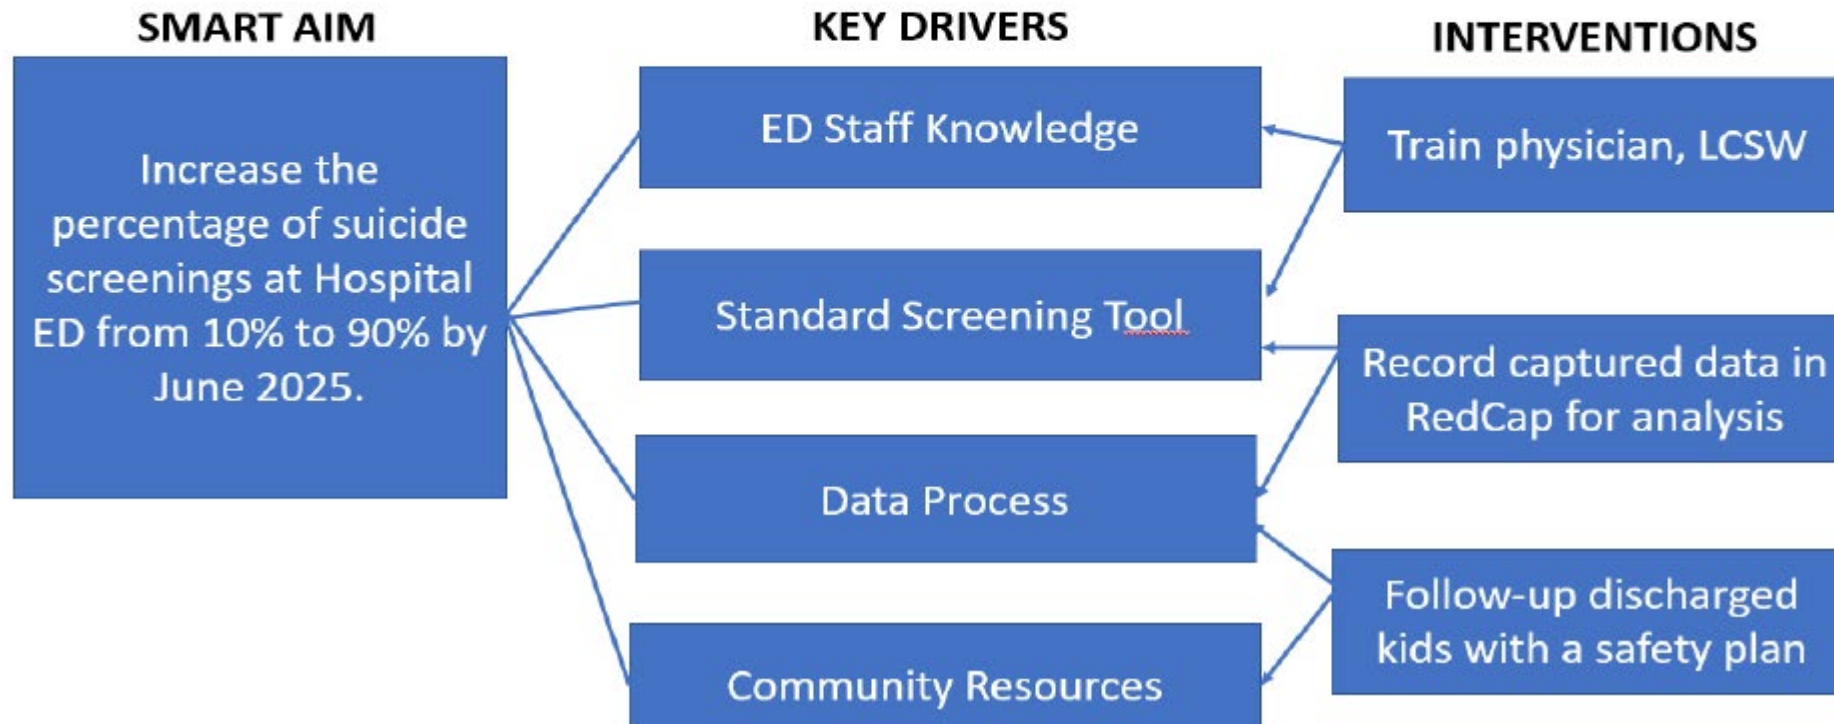 SMART AIM
Increase the
percentage of suicide
screenings at Hospital
ED from 10% to 90% by
June 2025.
KEY DRIVERS
ED Staff Knowledge
Standard Screening Tool
Data Process
Community Resources
INTERVENTIONS
Train physician, LCSW
Record captured data in
RedCap for analysis
Follow-up discharged
kids with a safety plan